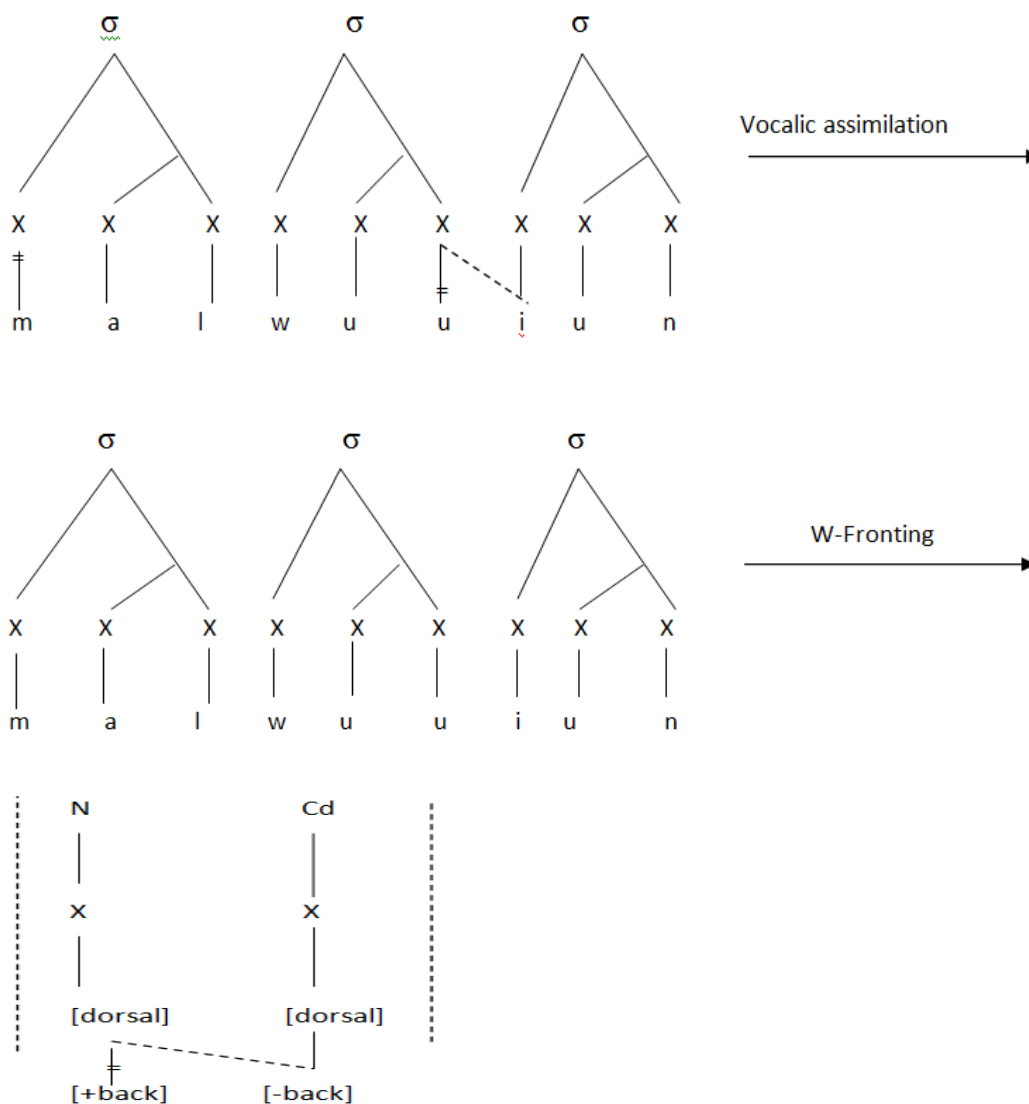 σ σ σ
Vocalic assimilation
X X X X X X X X X
m a l w u u i u n
σ σ σ
W-Fronting
X X X X X X X X X
m a l w u u i u n
N Cd
X X
[dorsal] [dorsal]
[+back] [-back]